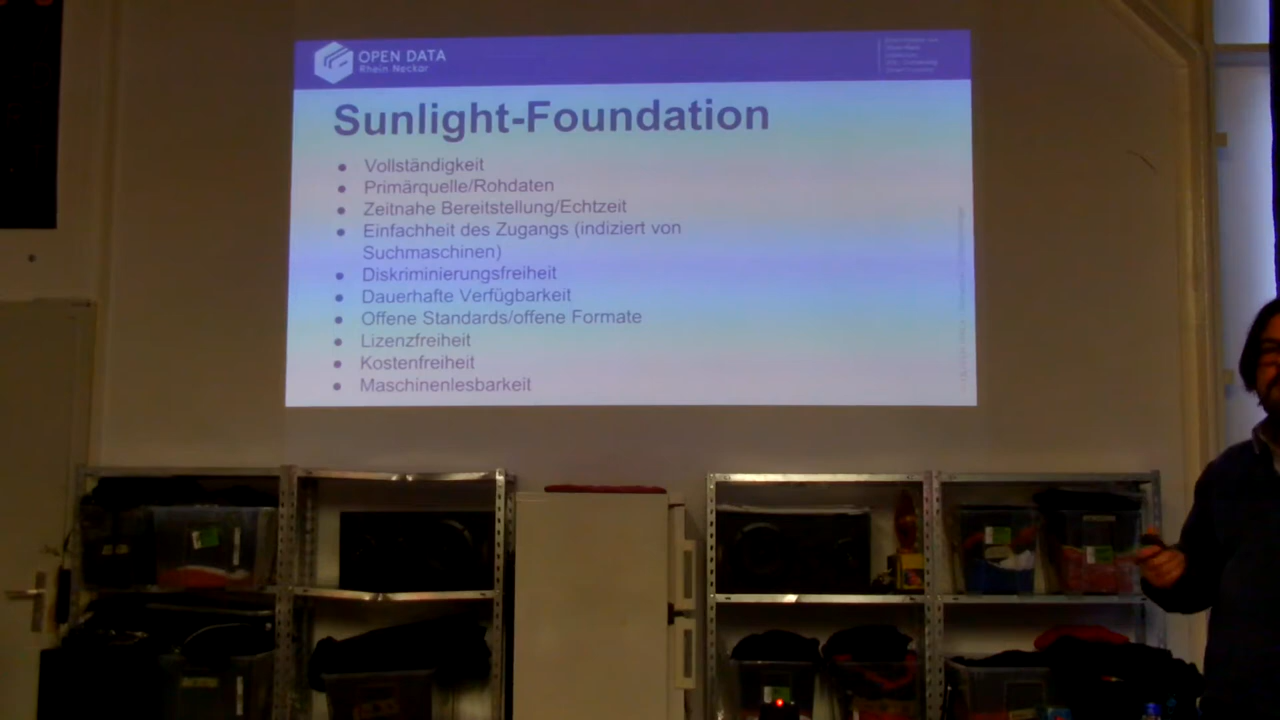 OPEN DATA
Rhein Neckar
Sunlight-Foundation
● Vollständigkeit
● Primärquelle/Rohdaten
● Zeitnahe Bereitstellung/Echtzeit
● Einfachheit des Zugangs (indiziert von
Suchmaschinen)
● Diskriminierungsfreiheit
● Dauerhafte Verfügbarkeit
● Offene Standards/offene Formate
● Lizenzfreiheit
● Kostenfreiheit
● Maschinenlesbarkeit